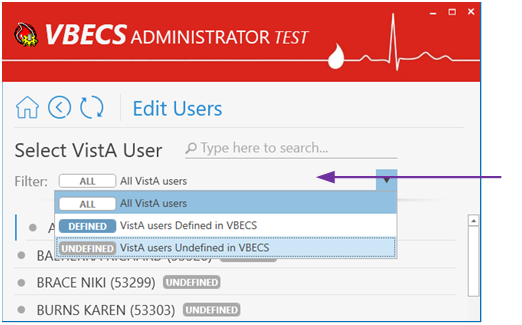 VBECS ADMINISTRATOR TEST
Edit Users
Select VistA User Type here to search...
Filter: ALL All VistA users
ALL All VistA users
DEFINED VistA users Defined in VBECS
UNDEFINED VistA users Undefined in VBECS
BRACE NIKI (53299) UNDEFINED
BURNS KAREN (53303) UNDEFINED